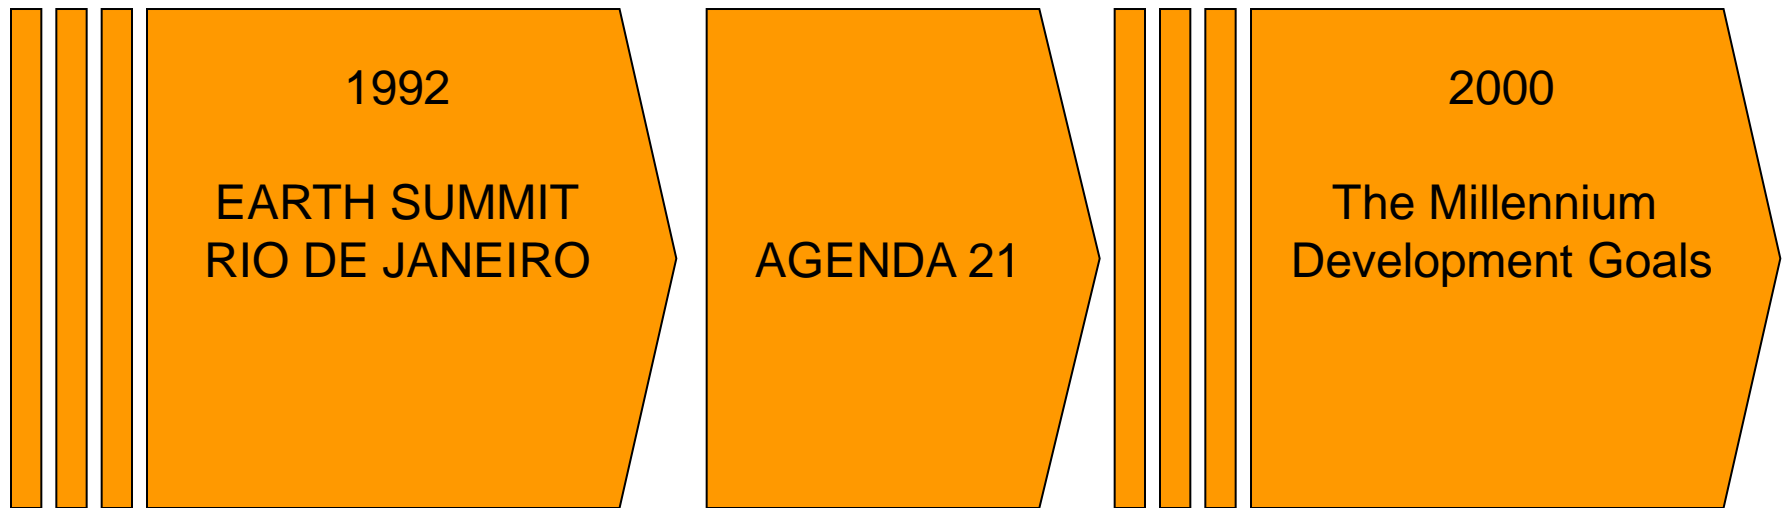 1992
EARTH SUMMIT
RIO DE JANEIRO
AGENDA 21
2000
The Millennium
Development Goals